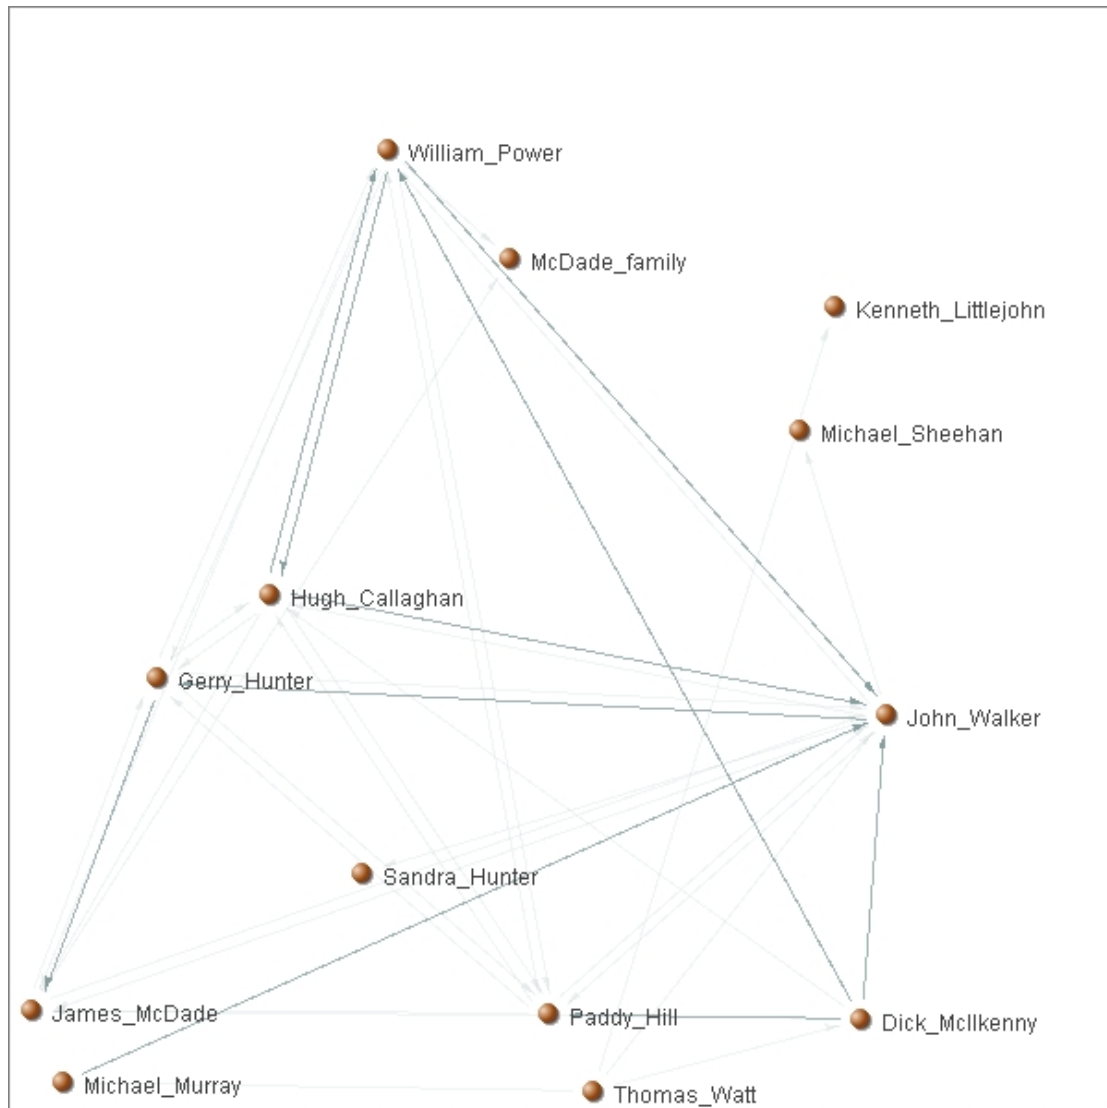 William_Power
McDade_family
Kenneth_Littlejohn
Michael_Sheehan
Hugh_Callaghan
Gerry_Hunter
John_Walker
Sandra_Hunter
James_McDade
Paddy_Hill
Dick_McIlkenny
Michael_Murray
Thomas_Watt